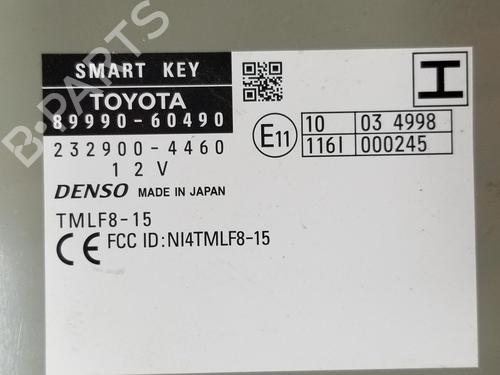 SMART KEY
TOYOTA
89990-60490
232900-4460
12V
DENSO MADE IN JAPAN
TMLF8-15
CE FCC ID:NI4TMLF8-15
E11
10 03 4998
116I 000245
B-PARTS